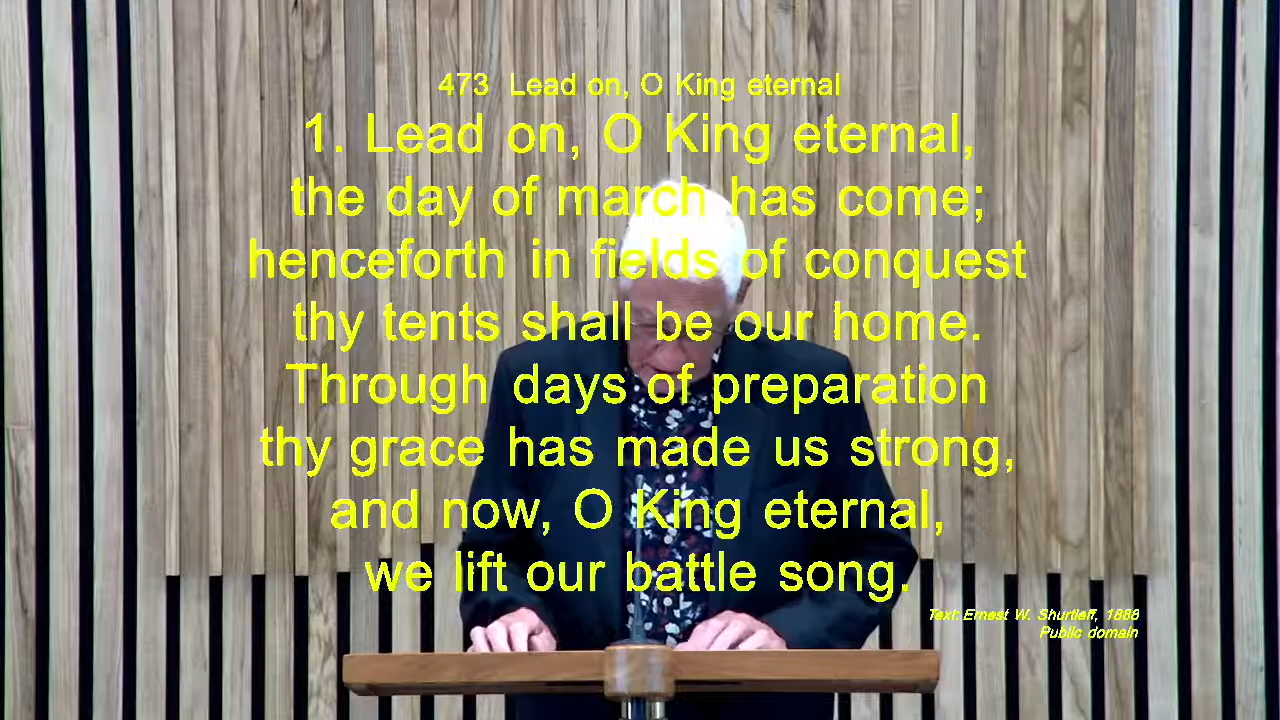 473 Lead on, O King eternal
1. Lead on, O King eternal,
the day of march has come;
henceforth in fields of conquest
thy tents shall be our home.
Through days of preparation
thy grace has made us strong,
and now, O King eternal,
we lift our battle song.
Text: Ernest W. Shurtleff, 1888
Public domain